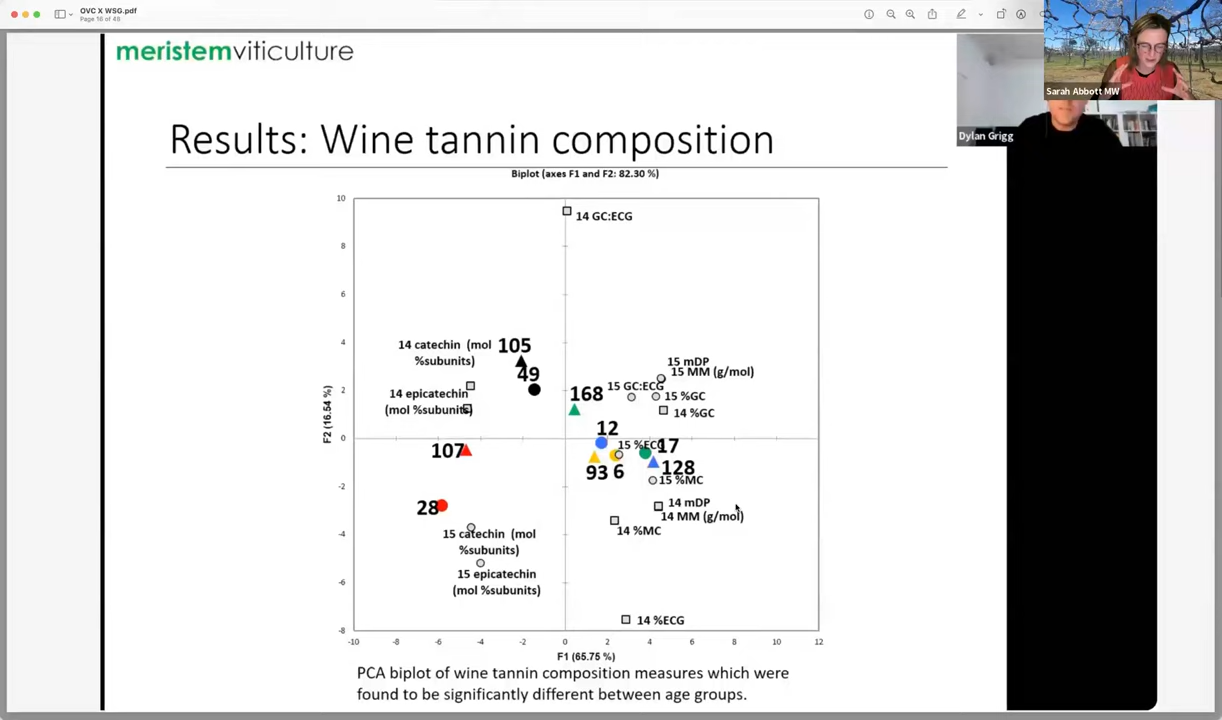 OVC X WSG.pdf
Page 16 of 49
Sarah Abbott MW
Dylan Grigg
meristemviticulture
Results: Wine tannin composition
Biplot (axes F1 and F2: 82.30 %)
10
14 GC:ECG
8
6
4
14 catechin (mol
%subunits)
105
49
15 mDP
15 MM (g/mol)
2
14 epicatechin
(mol %subunits)
168
15 GC:ECG
15 %GC
14 %GC
F2 (16.54 %)
0
12
107
15 %ECG
17
93
6
128
-2
15 %MC
28
14 mDP
14 MM (g/mol)
14 %MC
-4
15 catechin (mol
%subunits)
15 epicatechin
(mol %subunits)
-6
14 %ECG
-8
-10 -8 -6 -4 -2 0 2 4 6 8 10 12
F1 (65.75 %)
PCA biplot of wine tannin composition measures which were
found to be significantly different between age groups.